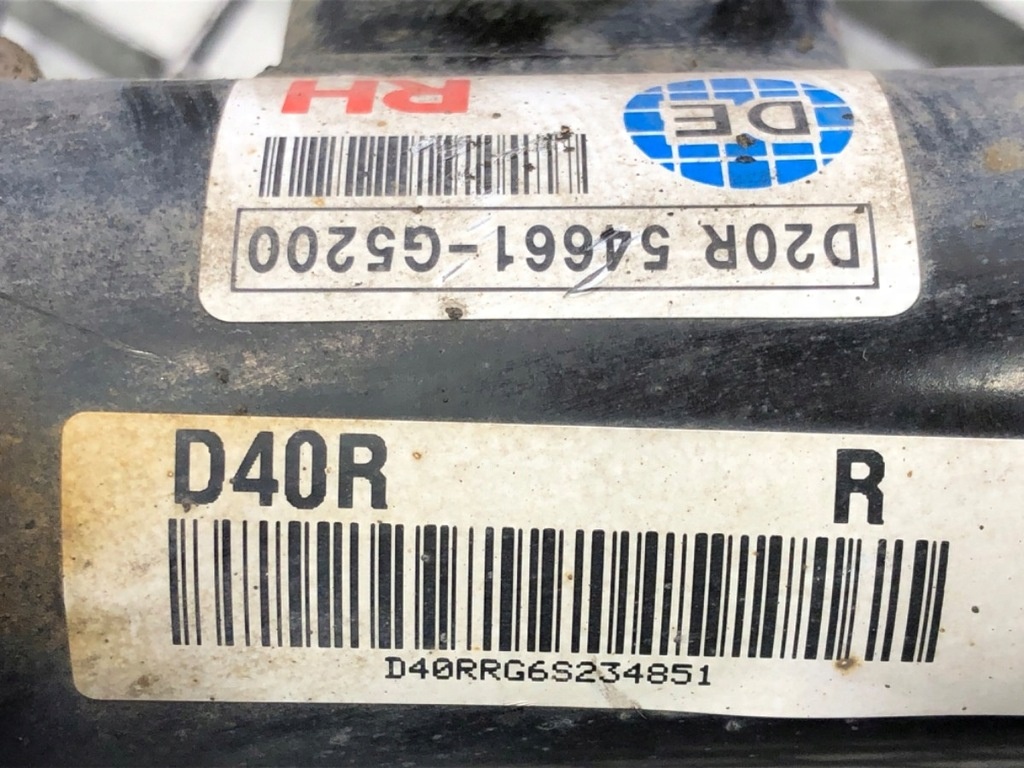 RH
DE
D20R 54661-G5200
D40R R
D40RRG6S234851